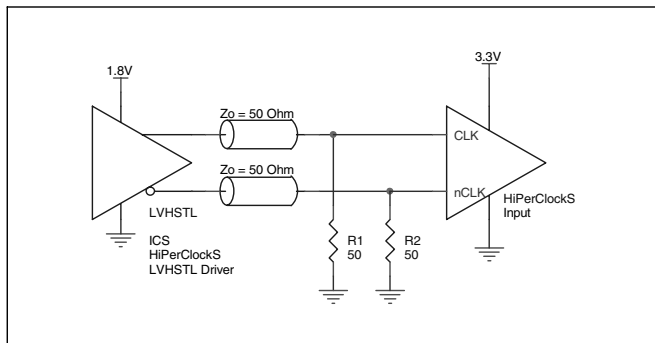 1.8V
3.3V
Zo = 50 Ohm
CLK
Zo = 50 Ohm
nCLK
HiPerClockS
Input
LVHSTL
ICS
HiPerClockS
LVHSTL Driver
R1
50
R2
50